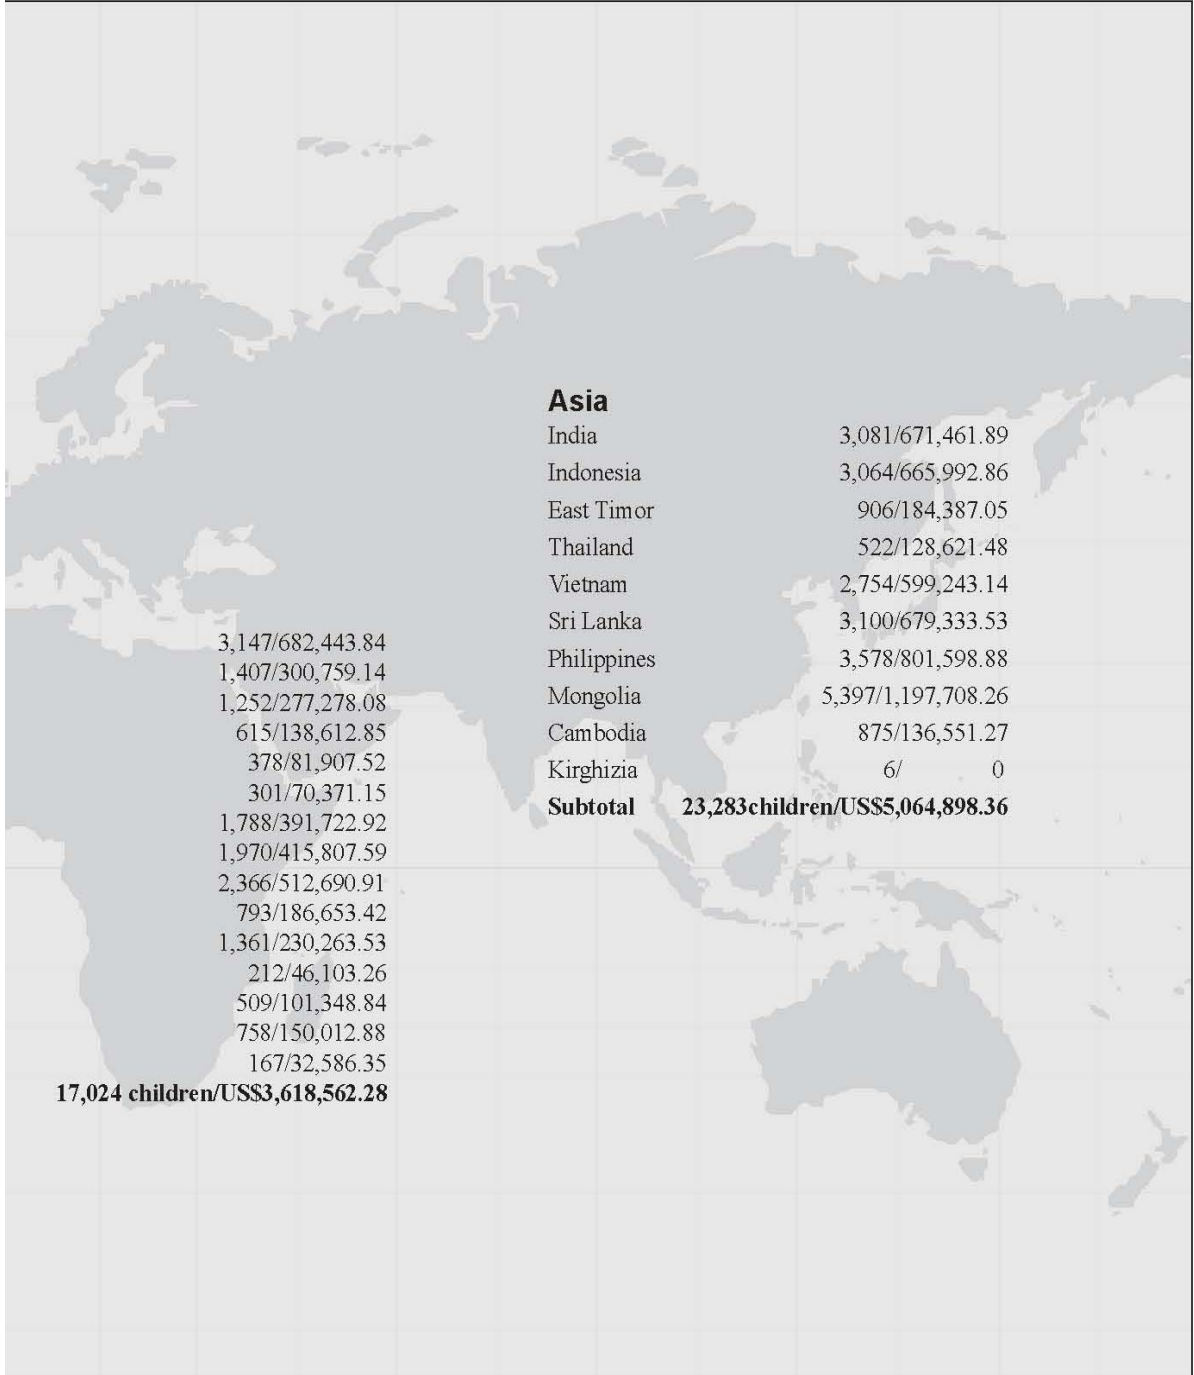 Asia
India 3,081/671,461.89
Indonesia 3,064/665,992.86
East Timor 906/184,387.05
Thailand 522/128,621.48
Vietnam 2,754/599,243.14
Sri Lanka 3,100/679,333.53
Philippines 3,578/801,598.88
Mongolia 5,397/1,197,708.26
Cambodia 875/136,551.27
Kirghizia 6/ 0
Subtotal 23,283children/US$5,064,898.36
3,147/682,443.84
1,407/300,759.14
1,252/277,278.08
615/138,612.85
378/81,907.52
301/70,371.15
1,788/391,722.92
1,970/415,807.59
2,366/512,690.91
793/186,653.42
1,361/230,263.53
212/46,103.26
509/101,348.84
758/150,012.88
167/32,586.35
17,024 children/US$3,618,562.28